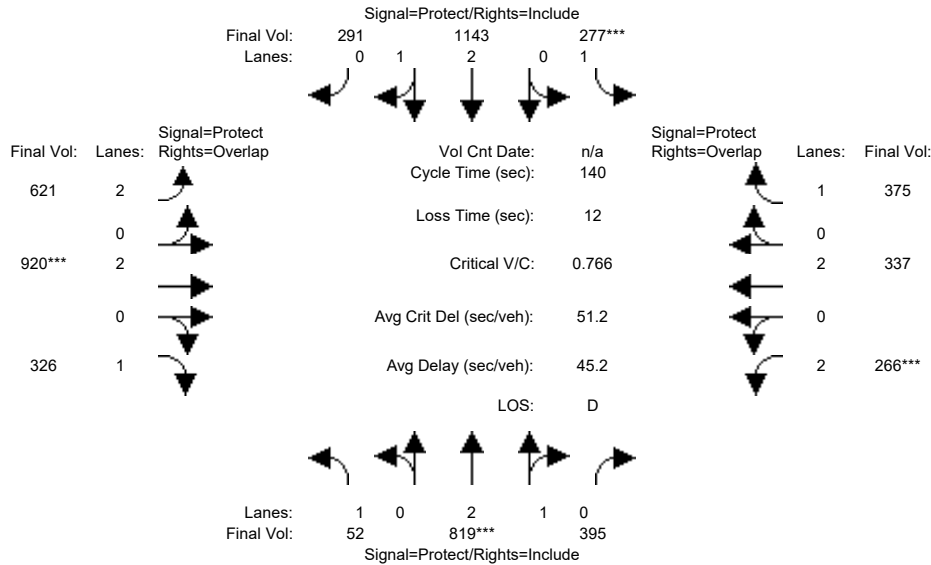 Signal=Protect/Rights=Include
Final Vol: 291 1143 277***
Lanes: 0 1 2 0 1
Signal=Protect Signal=Protect
Final Vol: Lanes: Rights=Overlap Vol Cnt Date: n/a Rights=Overlap Lanes: Final Vol:
Cycle Time (sec): 140
621 2 1 375
Loss Time (sec): 12
0 0
920*** 2 Critical V/C: 0.766 2 337
0 Avg Crit Del (sec/veh): 51.2 0
326 1 Avg Delay (sec/veh): 45.2 2 266***
LOS: D
Lanes: 1 0 2 1 0
Final Vol: 52 819*** 395
Signal=Protect/Rights=Include